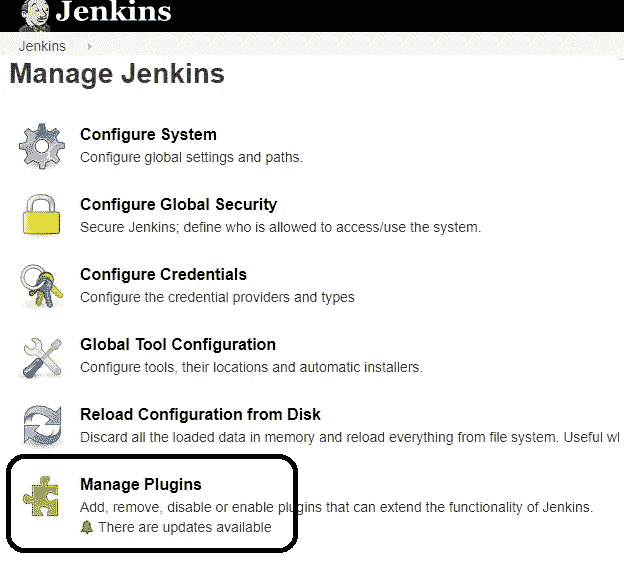 Jenkins
Jenkins
Manage Jenkins
Configure System
Configure global settings and paths.
Configure Global Security
Secure Jenkins; define who is allowed to access/use the system.
Configure Credentials
Configure the credential providers and types
Global Tool Configuration
Configure tools, their locations and automatic installers.
Reload Configuration from Disk
Discard all the loaded data in memory and reload everything from file system. Useful
Manage Plugins
Add, remove, disable or enable plugins that can extend the functionality of Jenkins.
There are updates available